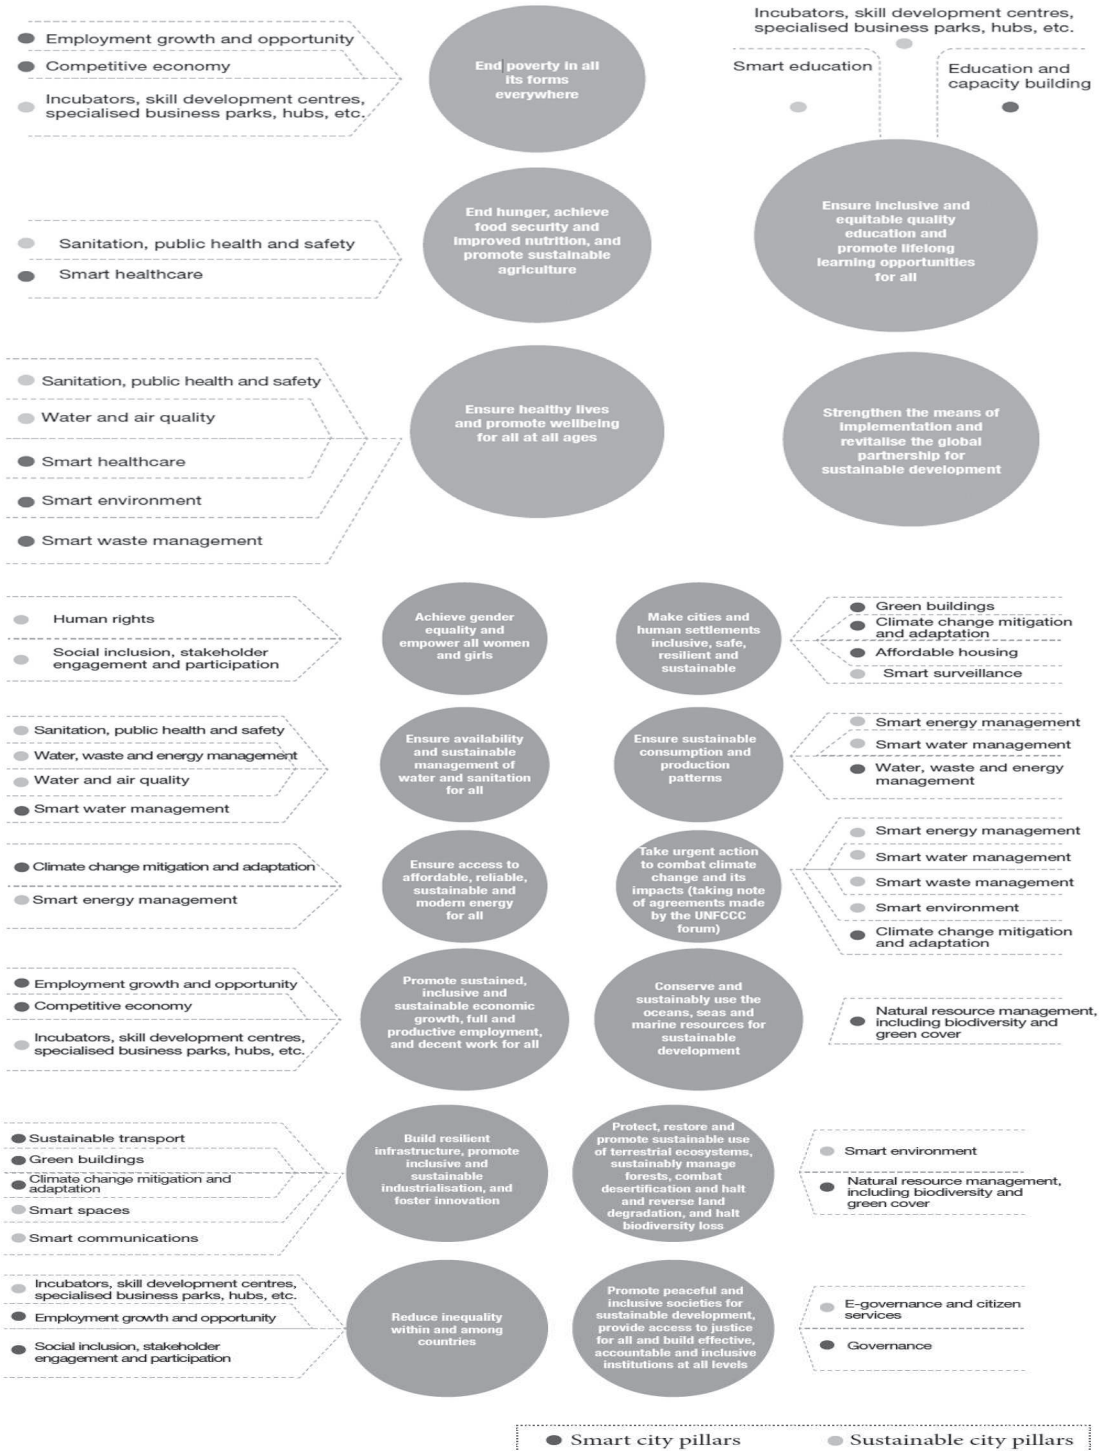 Employment growth and opportunity
Competitive economy
Incubators, skill development centres,
specialised business parks, hubs, etc.
End poverty in all
its forms
everywhere
Incubators, skill development centres,
specialised business parks, hubs, etc.
Smart education
Education and
capacity building
Sanitation, public health and safety
Smart healthcare
End hunger, achieve
food security and
improved nutrition, and
promote sustainable
agriculture
Ensure inclusive and
equitable quality
education and
promote lifelong
learning opportunities
for all
Sanitation, public health and safety
Water and air quality
Smart healthcare
Smart environment
Smart waste management
Ensure healthy lives
and promote wellbeing
for all at all ages
Strengthen the means of
implementation and
revitalise the global
partnership for
sustainable development
Human rights
Social inclusion, stakeholder
engagement and participation
Achieve gender
equality and
empower all women
and girls
Make cities and
human settlements
inclusive, safe,
resilient and
sustainable
Green buildings
Climate change mitigation
and adaptation
Affordable housing
Smart surveillance
Sanitation, public health and safety
Water, waste and energy management
Water and air quality
Smart water management
Ensure availability
and sustainable
management of
water and sanitation
for all
Ensure sustainable
consumption and
production
patterns
Smart energy management
Smart water management
Water, waste and energy
management
Climate change mitigation and adaptation
Smart energy management
Ensure access to
affordable, reliable,
sustainable and
modern energy
for all
Take urgent action
to combat climate
change and its
impacts (taking note
of agreements made
by the UNFCCC
forum)
Smart energy management
Smart water management
Smart waste management
Smart environment
Climate change mitigation
and adaptation
Employment growth and opportunity
Competitive economy
Incubators, skill development centres,
specialised business parks, hubs, etc.
Promote sustained,
inclusive and
sustainable economic
growth, full and
productive employment,
and decent work for all
Conserve and
sustainably use the
oceans, seas and
marine resources for
sustainable
development
Natural resource management,
including biodiversity and
green cover
Sustainable transport
Green buildings
Climate change mitigation and
adaptation
Smart spaces
Smart communications
Build resilient
infrastructure, promote
inclusive and
sustainable
industrialisation, and
foster innovation
Protect, restore and
promote sustainable use
of terrestrial ecosystems,
sustainably manage
forests, combat
desertification and halt
and reverse land
degradation, and halt
biodiversity loss
Smart environment
Natural resource management,
including biodiversity and
green cover
Incubators, skill development centres,
specialised business parks, hubs, etc.
Employment growth and opportunity
Social inclusion, stakeholder
engagement and participation
Reduce inequality
within and among
countries
Promote peaceful and
inclusive societies for
sustainable development,
provide access to justice
for all and build effective,
accountable and inclusive
institutions at all levels
E-governance and citizen
services
Governance
Smart city pillars
Sustainable city pillars